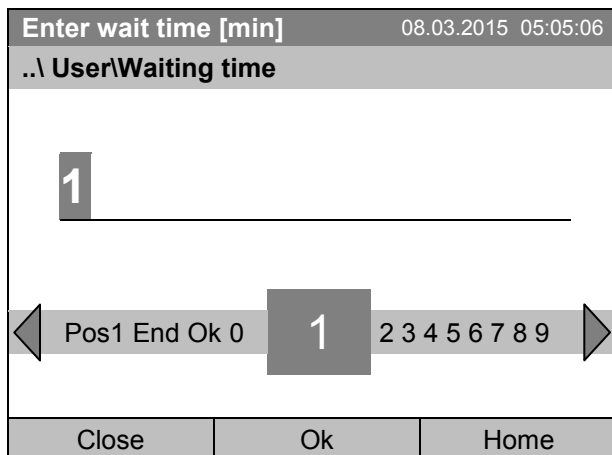 Enter wait time [min] 08.03.2015 05:05:06
..\ User\Waiting time
1
Pos1 End Ok 0 1 2 3 4 5 6 7 8 9
Close Ok Home